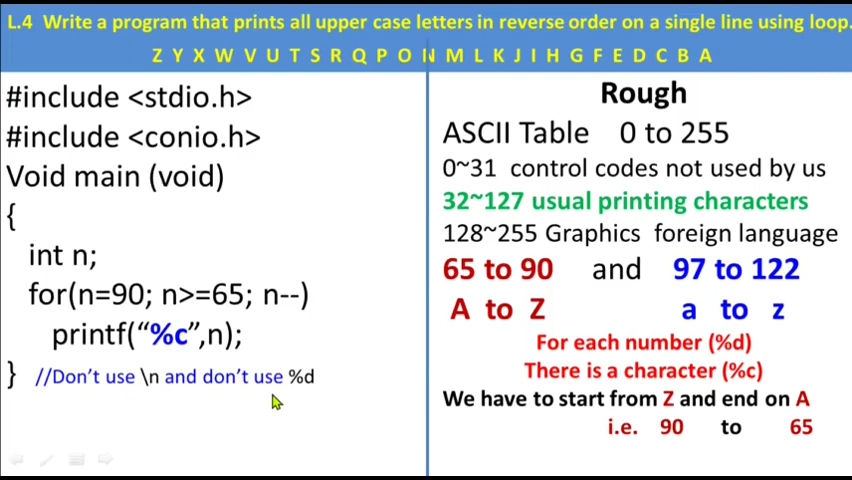 L.4 Write a program that prints all upper case letters in reverse order on a single line using loop.
Z Y X W V U T S R Q P O N M L K J I H G F E D C B A
#include <stdio.h>
#include <conio.h>
Void main (void)
{
int n;
for(n=90; n>=65; n--)
printf(“%c”,n);
} //Don’t use \n and don’t use %d
Rough
ASCII Table 0 to 255
0~31 control codes not used by us
32~127 usual printing characters
128~255 Graphics foreign language
65 to 90 and 97 to 122
A to Z a to z
For each number (%d)
There is a character (%c)
We have to start from Z and end on A
i.e. 90 to 65